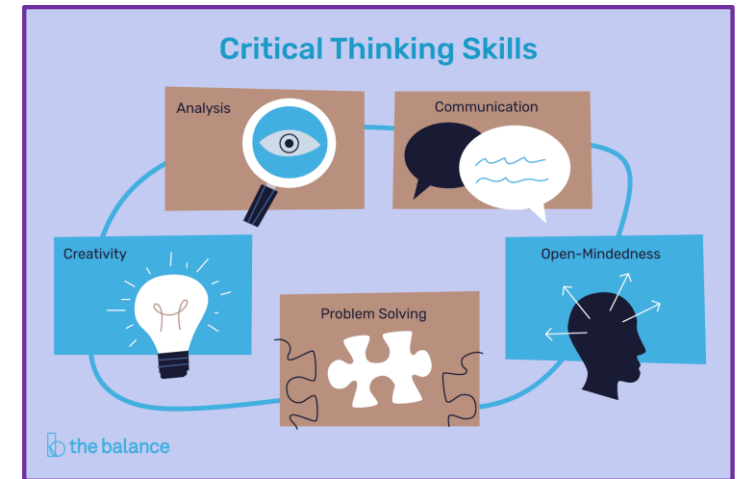 Critical Thinking Skills
Analysis
Communication
Creativity
Open-Mindedness
Problem Solving
the balance